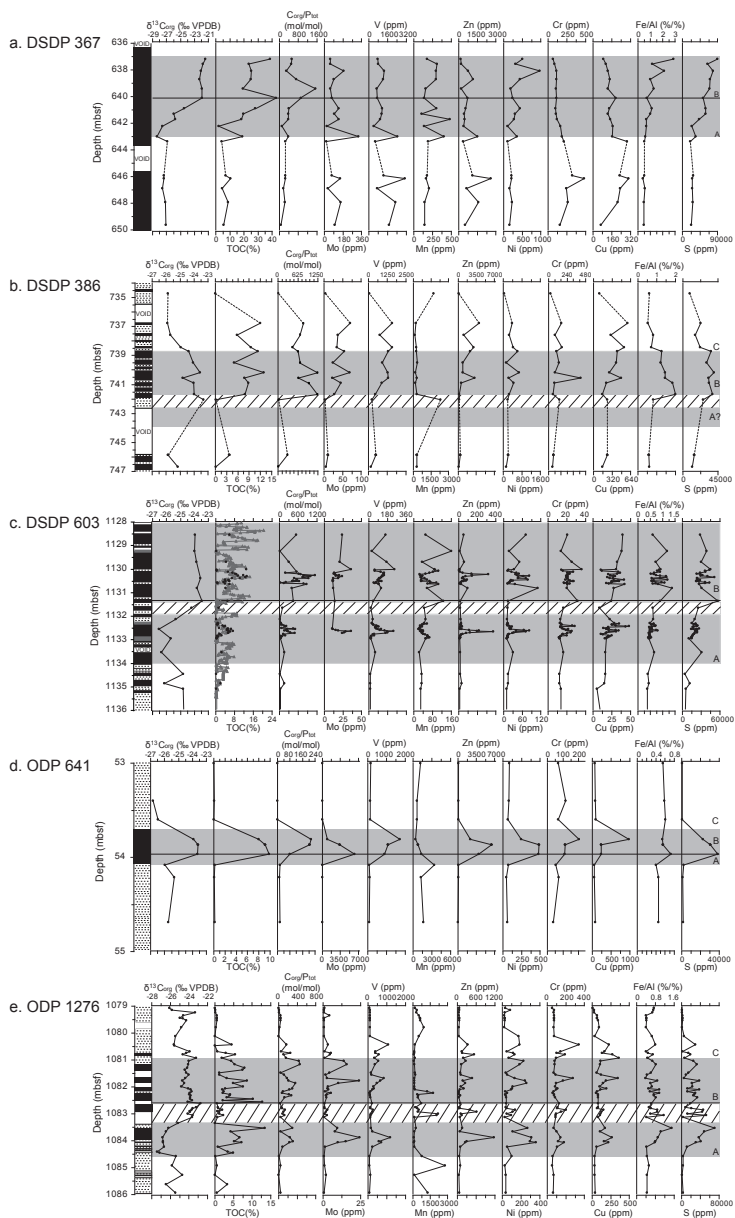 a. DSDP 367
δ13Corg (‰ VPDB) Corg/Ptot (mol/mol) V (ppm) Zn (ppm) Cr (ppm) Fe/Al (%/%)
-29 -27 -25 -23 -21 0 800 1600 0 1600 3200 0 1500 3000 0 250 500 0 1 2 3
Depth (mbsf)
636
638
640
642
644
646
648
650
VOID
VOID
B
A
0 10 20 30 40 0 180 360 0 250 500 0 500 1000 0 160 320 0 90000
TOC(%) Mo (ppm) Mn (ppm) Ni (ppm) Cu (ppm) S (ppm)
b. DSDP 386
δ13Corg (‰ VPDB) Corg/Ptot (mol/mol) V (ppm) Zn (ppm) Cr (ppm) Fe/Al (%/%)
-27 -26 -25 -24 -23 0 625 1250 0 1250 2500 0 3500 7000 0 240 480 0 1 2
Depth (mbsf)
735
737
739
741
743
745
747
VOID
VOID
C
B
A?
0 3 6 9 12 15 0 50 100 0 1500 3000 0 800 1600 0 320 640 0 45000
TOC(%) Mo (ppm) Mn (ppm) Ni (ppm) Cu (ppm) S (ppm)
c. DSDP 603
δ13Corg (‰ VPDB) Corg/Ptot (mol/mol) V (ppm) Zn (ppm) Cr (ppm) Fe/Al (%/%)
-27 -26 -25 -24 -23 0 600 1200 0 180 360 0 200 400 0 20 40 0 0.5 1 1.5
Depth (mbsf)
1128
1129
1130
1131
1132
1133
1134
1135
1136
VOID
B
A
0 8 16 24 0 25 50 0 80 160 0 60 120 0 25 50 0 60000
TOC(%) Mo (ppm) Mn (ppm) Ni (ppm) Cu (ppm) S (ppm)
d. ODP 641
δ13Corg (‰ VPDB) Corg/Ptot (mol/mol) V (ppm) Zn (ppm) Cr (ppm) Fe/Al (%/%)
-27 -26 -25 -24 -23 0 80 160 240 0 1000 2000 0 3500 7000 0 100 200 0 0.4 0.8
Depth (mbsf)
53
54
55
C
B
A
0 2 4 6 8 10 0 3500 7000 0 3000 6000 0 250 500 0 500 1000 0 40000
TOC(%) Mo (ppm) Mn (ppm) Ni (ppm) Cu (ppm) S (ppm)
e. ODP 1276
δ13Corg (‰ VPDB) Corg/Ptot (mol/mol) V (ppm) Zn (ppm) Cr (ppm) Fe/Al (%/%)
-28 -26 -24 -22 0 400 800 0 1000 2000 0 600 1200 0 200 400 0 0.8 1.6
Depth (mbsf)
1079
1080
1081
1082
1083
1084
1085
1086
C
B
A
0 5 10 15 0 25 0 1500 3000 0 200 400 0 250 500 0 80000
TOC(%) Mo (ppm) Mn (ppm) Ni (ppm) Cu (ppm) S (ppm)